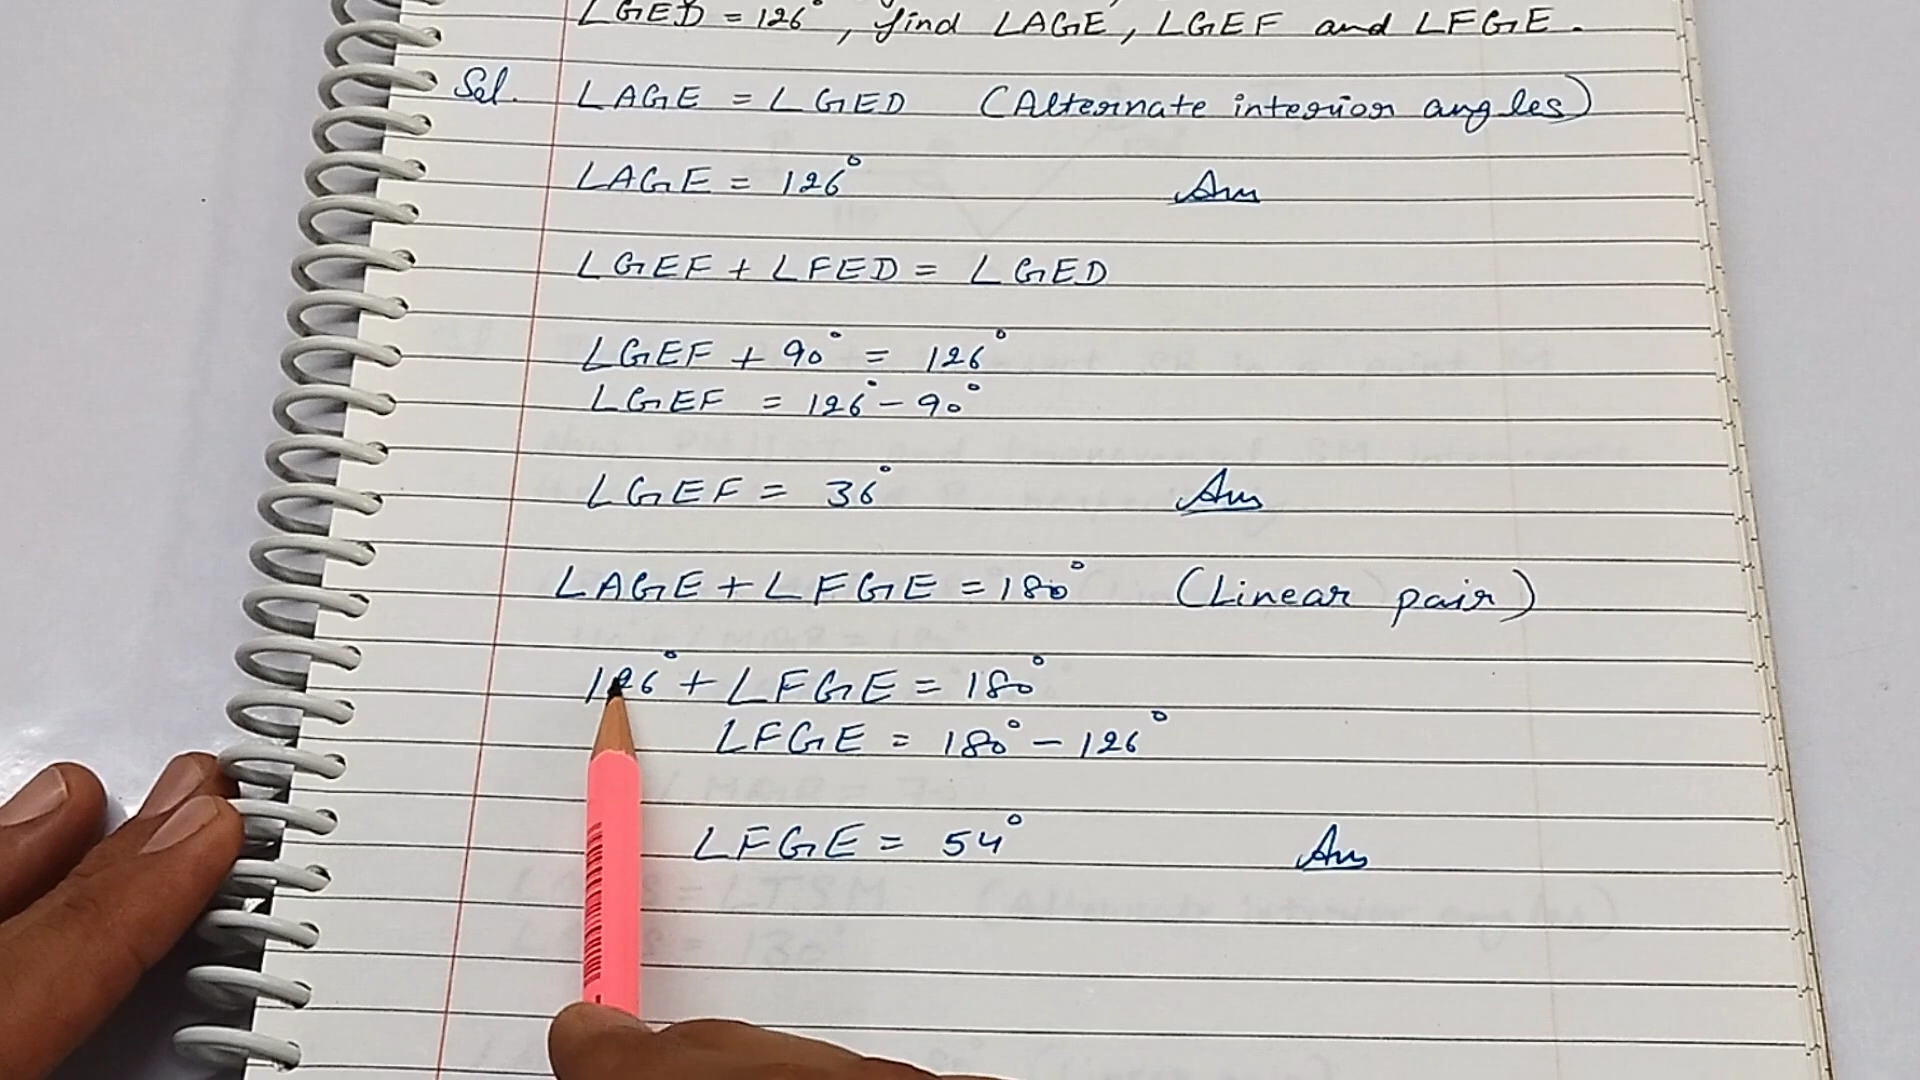 ∠GED = 126°, find ∠AGE, ∠GEF and ∠FGE.
Sol. ∠AGE = ∠GED (Alternate interior angles)
∠AGE = 126° Ans
∠GEF + ∠FED = ∠GED
∠GEF + 90° = 126°
∠GEF = 126° - 90°
∠GEF = 36° Ans
∠AGE + ∠FGE = 180° (Linear pair)
126° + ∠FGE = 180°
∠FGE = 180° - 126°
∠FGE = 54° Ans